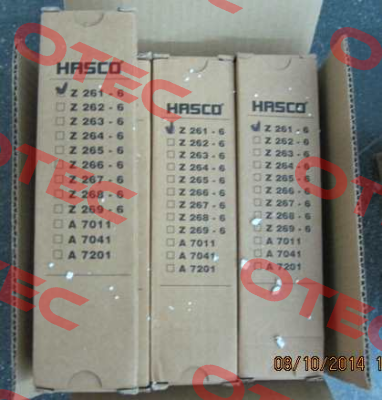 HASCO
Z 261 - 6
Z 262 - 6
Z 263 - 6
Z 264 - 6
Z 265 - 6
Z 266 - 6
Z 267 - 6
Z 268 - 6
Z 269 - 6
A 7011
A 7041
A 7201
HASCO
Z 261 - 6
Z 262 - 6
Z 263 - 6
Z 264 - 6
Z 265 - 6
Z 266 - 6
Z 267 - 6
Z 268 - 6
Z 269 - 6
A 7011
A 7041
A 7201
HASCO
Z 261 - 6
Z 262 - 6
Z 263 - 6
Z 264 - 6
Z 265 - 6
Z 266 - 6
Z 267 - 6
Z 268 - 6
Z 269 - 6
A 7011
A 7041
A 7201
OTEC
OTEC
08/10/2014 1